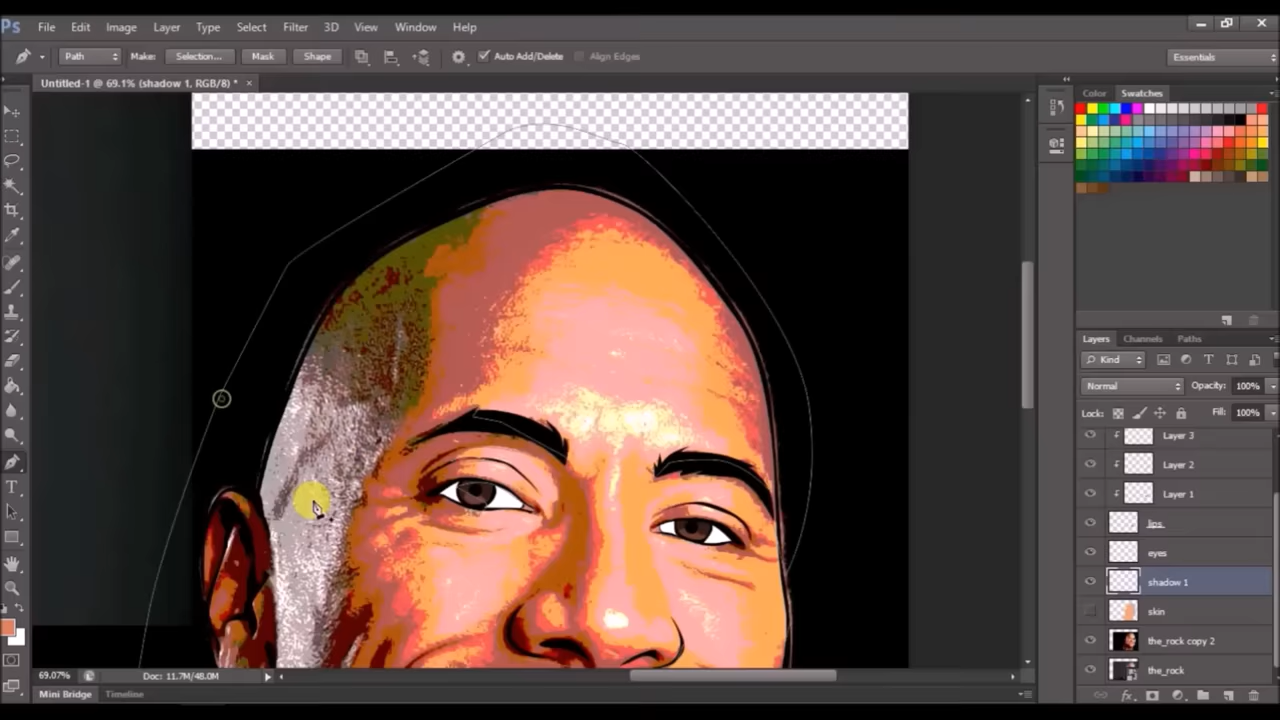 Ps File Edit Image Layer Type Select Filter 3D View Window Help
Path Make: Selection... Mask Shape Auto Add/Delete Align Edges Essentials
Untitled-1 @ 69.1% (shadow 1, RGB/8) * ×
Color Swatches
Layers Channels Paths
Kind
Normal Opacity: 100%
Lock: Fill: 100%
Layer 3
Layer 2
Layer 1
lips
eyes
shadow 1
skin
the_rock copy 2
the_rock
69.07% Doc: 11.7M/48.0M
Mini Bridge Timeline